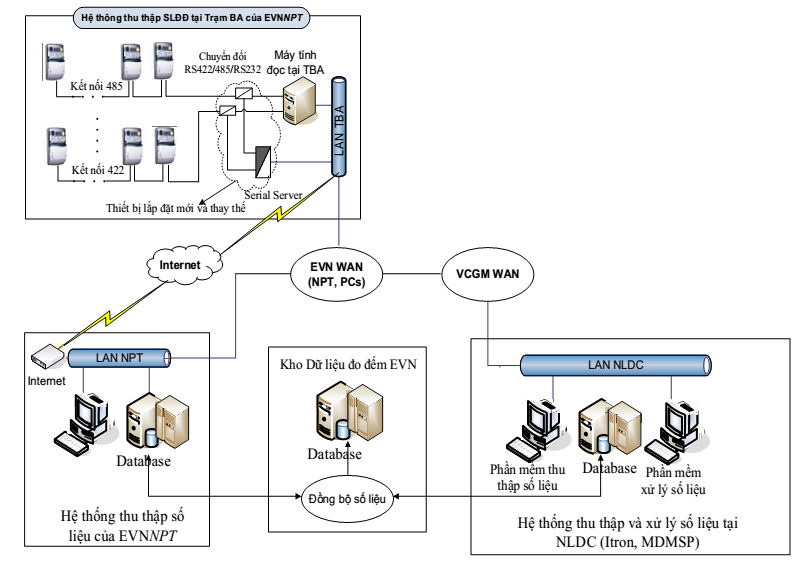 Hệ thông thu thập SLĐĐ tại Trạm BA của EVNNPT
Chuyển đổi
RS422/485/RS232
Máy tính
đọc tại TBA
Kết nối 485
LAN TBA
Kết nối 422
Serial Server
Thiết bị lắp đặt mới và thay thế
Internet
EVN WAN
(NPT, PCs)
VCGM WAN
LAN NPT
Internet
Database
Hệ thống thu thập số
liệu của EVNNPT
Kho Dữ liệu đo đếm EVN
Database
Đồng bộ số liệu
LAN NLDC
Phần mềm thu
thập số liệu
Database
Phần mềm
xử lý số liệu
Hệ thống thu thập và xử lý số liệu tại
NLDC (Itron, MDMSP)